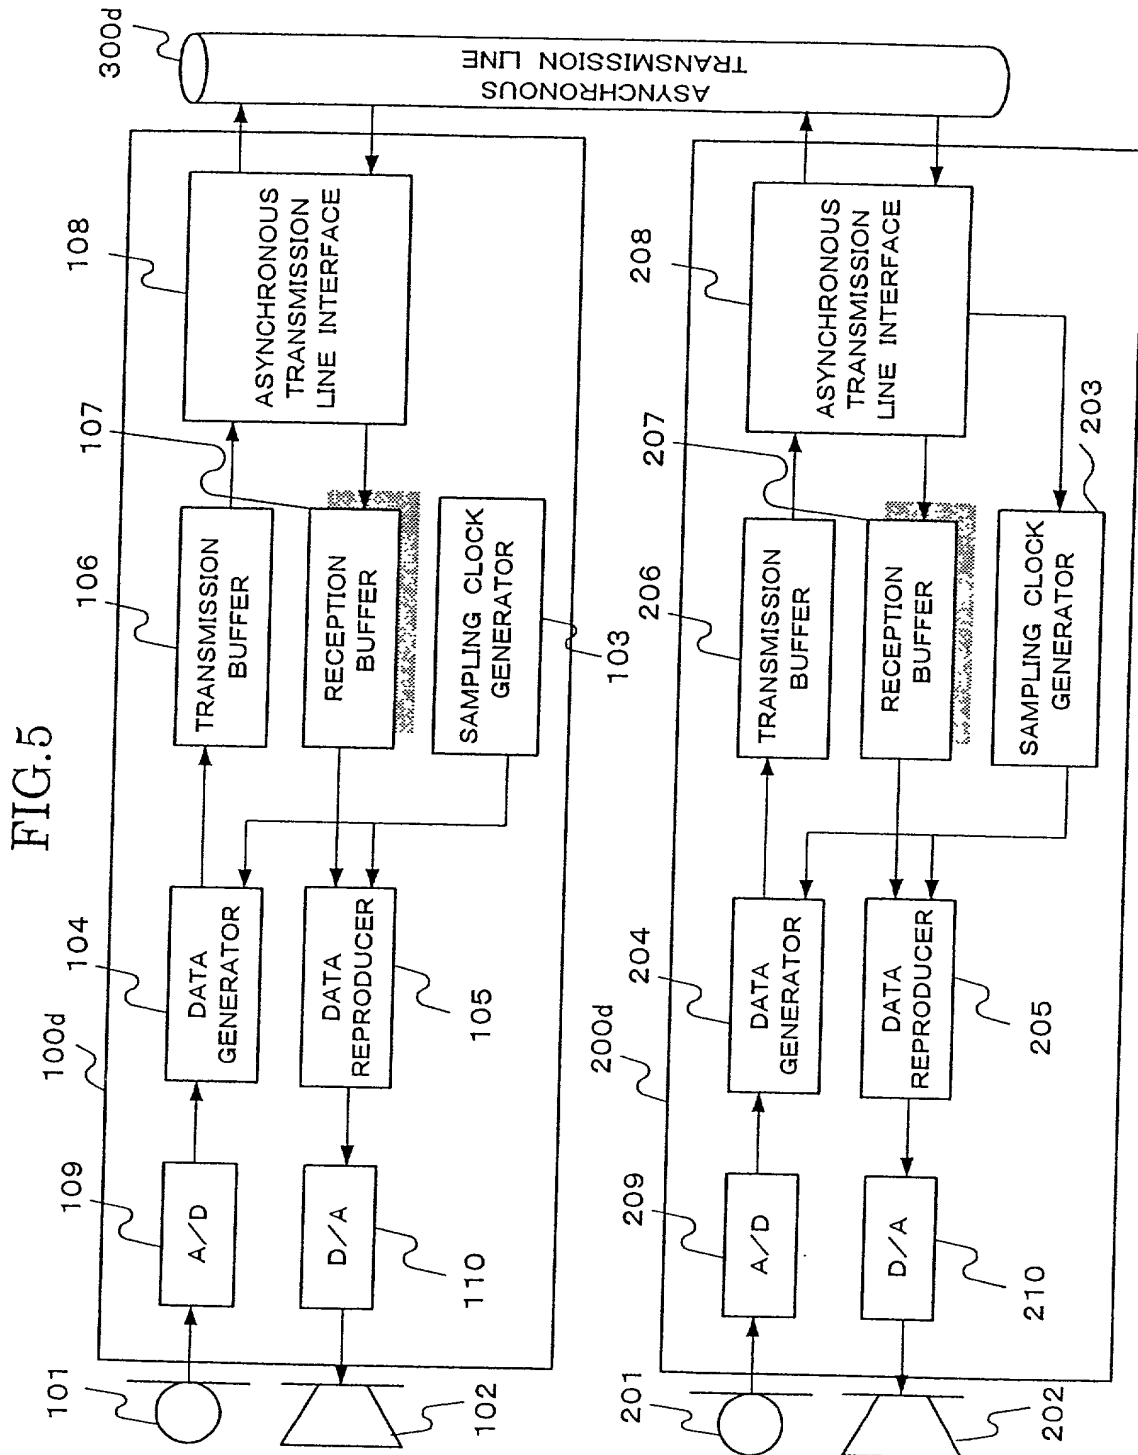 FIG.5
300d
ASYNCHRONOUS
TRANSMISSION LINE
100d
101
109
A/D
104
DATA
GENERATOR
106
TRANSMISSION
BUFFER
107
108
ASYNCHRONOUS
TRANSMISSION
LINE INTERFACE
102
D/A
110
DATA
REPRODUCER
105
RECEPTION
BUFFER
SAMPLING CLOCK
GENERATOR
103
200d
201
209
A/D
204
DATA
GENERATOR
206
TRANSMISSION
BUFFER
207
208
ASYNCHRONOUS
TRANSMISSION
LINE INTERFACE
202
D/A
210
DATA
REPRODUCER
205
RECEPTION
BUFFER
SAMPLING CLOCK
GENERATOR
203